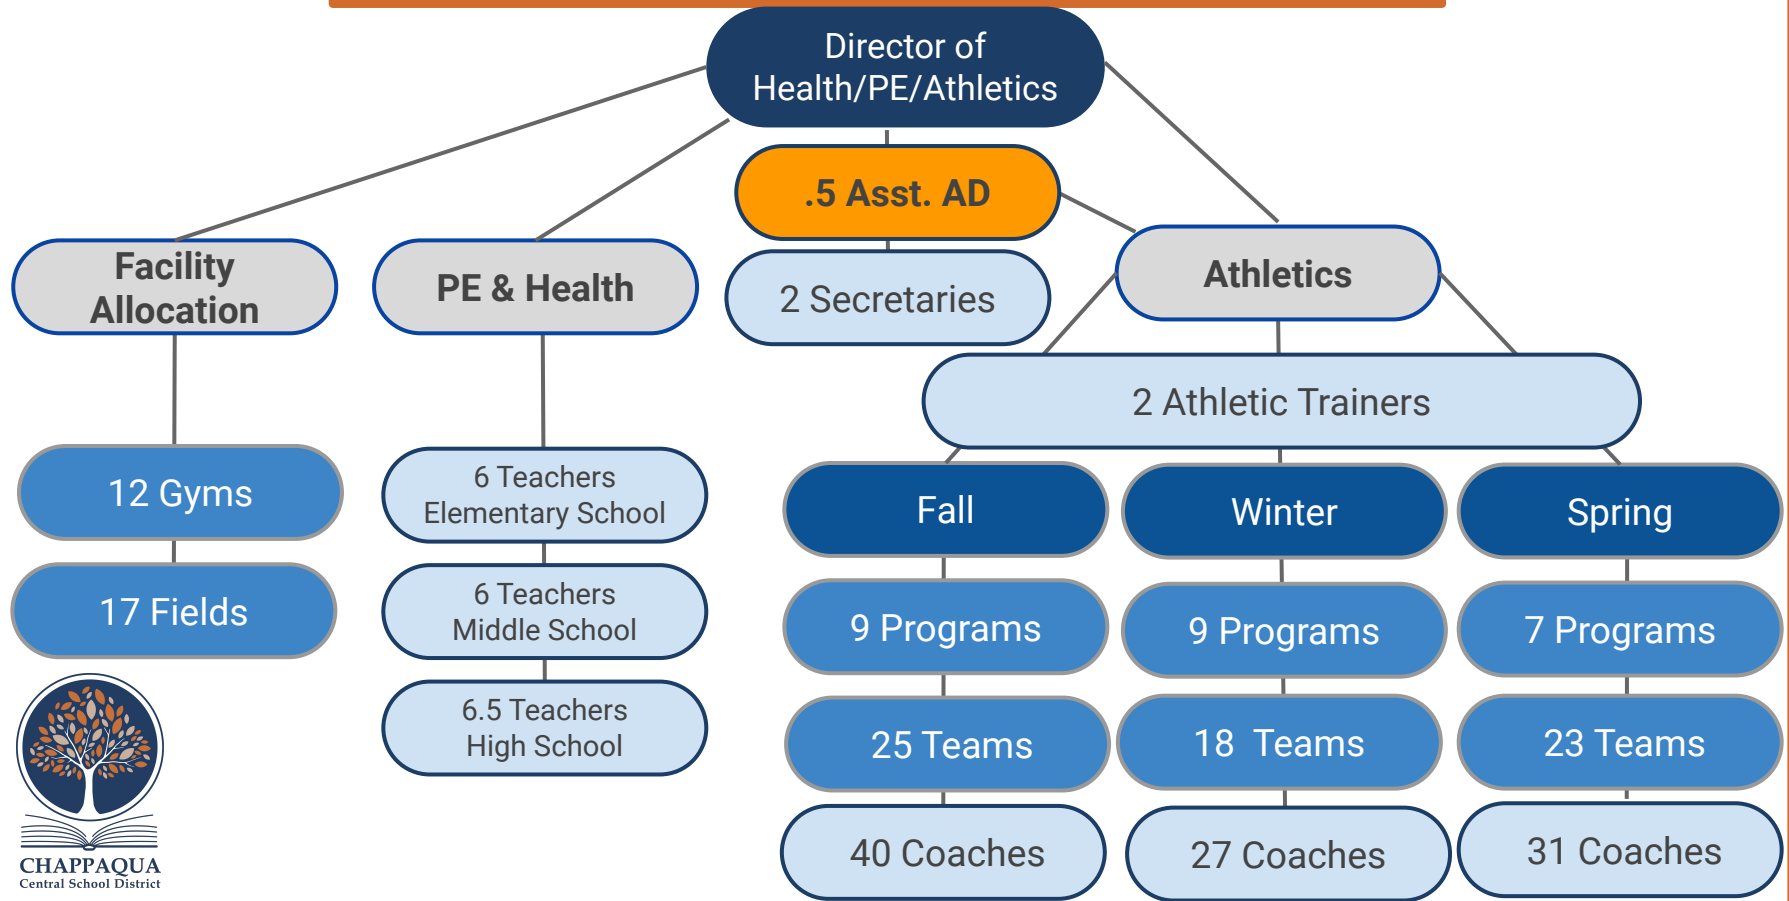 Director of
Health/PE/Athletics
.5 Asst. AD
2 Secretaries
Facility
Allocation
PE & Health
Athletics
2 Athletic Trainers
12 Gyms
17 Fields
6 Teachers
Elementary School
6 Teachers
Middle School
6.5 Teachers
High School
Fall
Winter
Spring
9 Programs
9 Programs
7 Programs
25 Teams
18 Teams
23 Teams
40 Coaches
27 Coaches
31 Coaches
CHAPPAQUA
Central School District